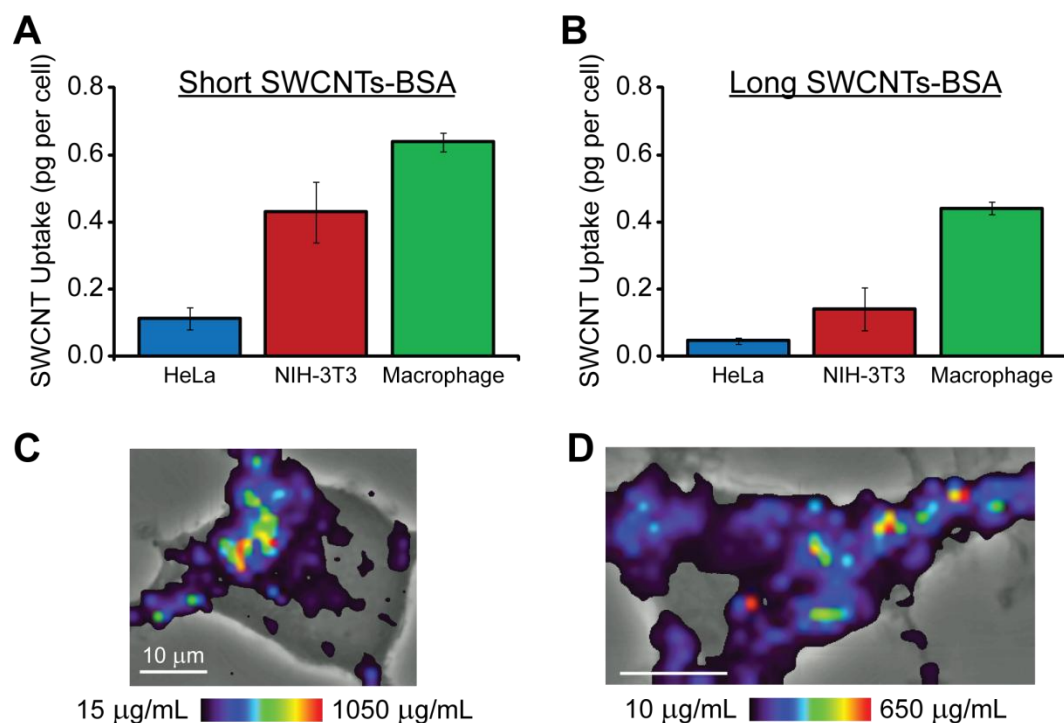 A
Short SWCNTs-BSA
SWCNT Uptake (pg per cell)
0.8
0.6
0.4
0.2
0.0
HeLa NIH-3T3 Macrophage
B
Long SWCNTs-BSA
SWCNT Uptake (pg per cell)
0.8
0.6
0.4
0.2
0.0
HeLa NIH-3T3 Macrophage
C
10 μm
15 μg/mL 1050 μg/mL
D
10 μg/mL 650 μg/mL